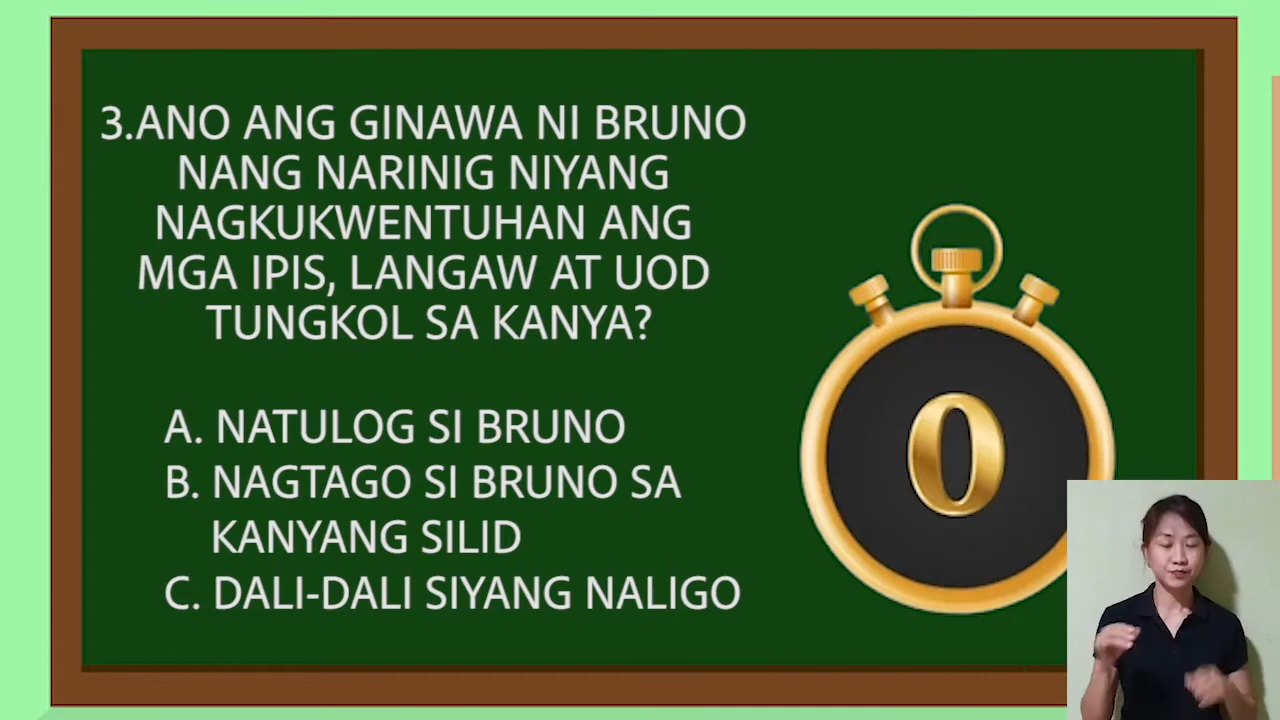 3.ANO ANG GINAWA NI BRUNO
NANG NARINIG NIYANG
NAGKUKWENTUHAN ANG
MGA IPIS, LANGAW AT UOD
TUNGKOL SA KANYA?
A. NATULOG SI BRUNO
B. NAGTAGO SI BRUNO SA
KANYANG SILID
C. DALI-DALI SIYANG NALIGO
0